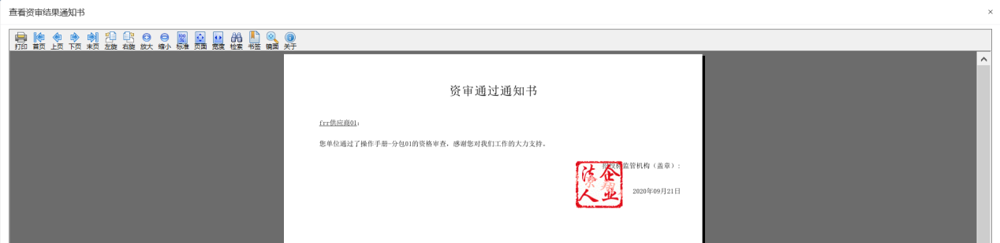 查看资审结果通知书
×
打印 首页 上页 下页 末页 左旋 右旋 放大 缩小 标准 页面 宽度 检索 书签 镜面 关于
资审通过通知书
frr供应商01:
您单位通过了操作手册-分包01的资格审查，感谢您对我们工作的大力支持。
招投标监管机构（盖章）:
企业法人
2020年09月21日